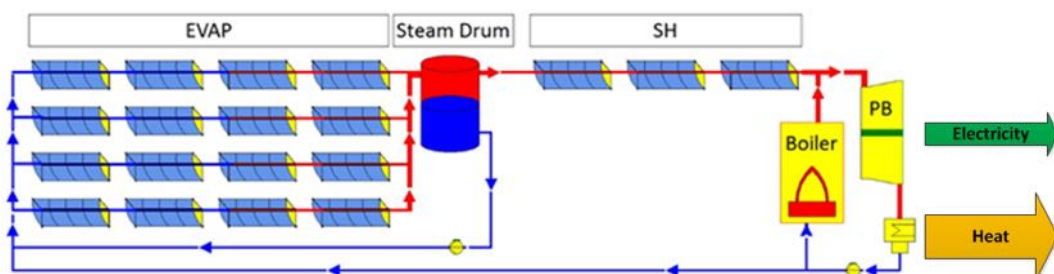 EVAP
Steam Drum
SH
PB
Boiler
Electricity
Heat